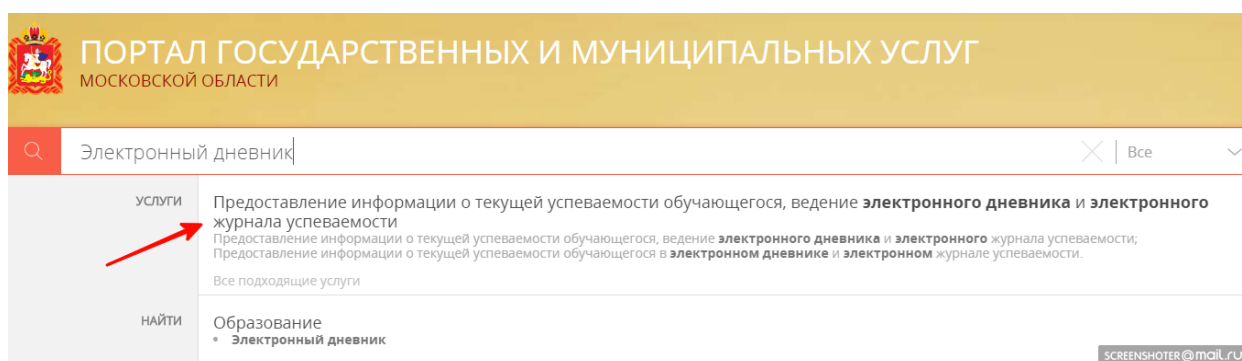 ПОРТАЛ ГОСУДАРСТВЕННЫХ И МУНИЦИПАЛЬНЫХ УСЛУГ
МОСКОВСКОЙ ОБЛАСТИ
Электронный дневник
Все
УСЛУГИ
Предоставление информации о текущей успеваемости обучающегося, ведение электронного дневника и электронного
журнала успеваемости
Предоставление информации о текущей успеваемости обучающегося, ведение электронного дневника и электронного журнала успеваемости;
Предоставление информации о текущей успеваемости обучающегося в электронном дневнике и электронном журнале успеваемости.
Все подходящие услуги
НАЙТИ
Образование
• Электронный дневник
SCREENSHOTER@mail.ru